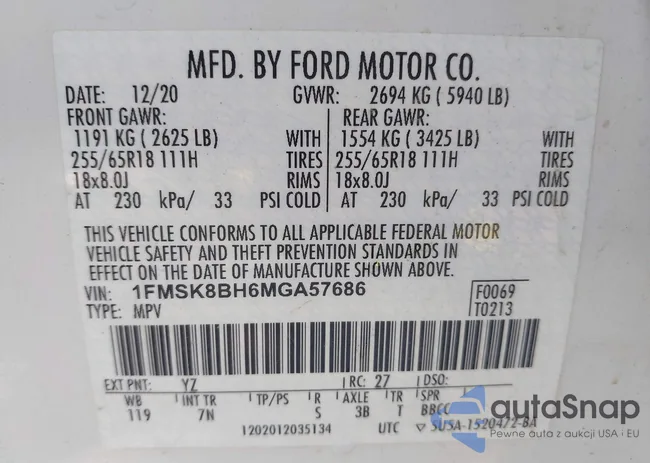 MFD. BY FORD MOTOR CO.
DATE: 12/20 GVWR: 2694 KG ( 5940 LB)
FRONT GAWR: REAR GAWR:
1191 KG ( 2625 LB) WITH 1554 KG ( 3425 LB) WITH
255/65R18 111H TIRES 255/65R18 111H TIRES
18x8.0J RIMS 18x8.0J RIMS
AT 230 kPa/ 33 PSI COLD AT 230 kPa/ 33 PSI COLD
THIS VEHICLE CONFORMS TO ALL APPLICABLE FEDERAL MOTOR
VEHICLE SAFETY AND THEFT PREVENTION STANDARDS IN
EFFECT ON THE DATE OF MANUFACTURE SHOWN ABOVE.
VIN: 1FMSK8BH6MGA57686 F0069
TYPE: MPV T0213
EXT PNT: YZ RC: 27 DSO:
WB INT TR TP/PS R AXLE TR SPR
119 7N S 3B T BBCC
1202012035134 UTC ▽ SU5A-1520472-BA
autaSnap
Pewne auta z aukcji USA i EU